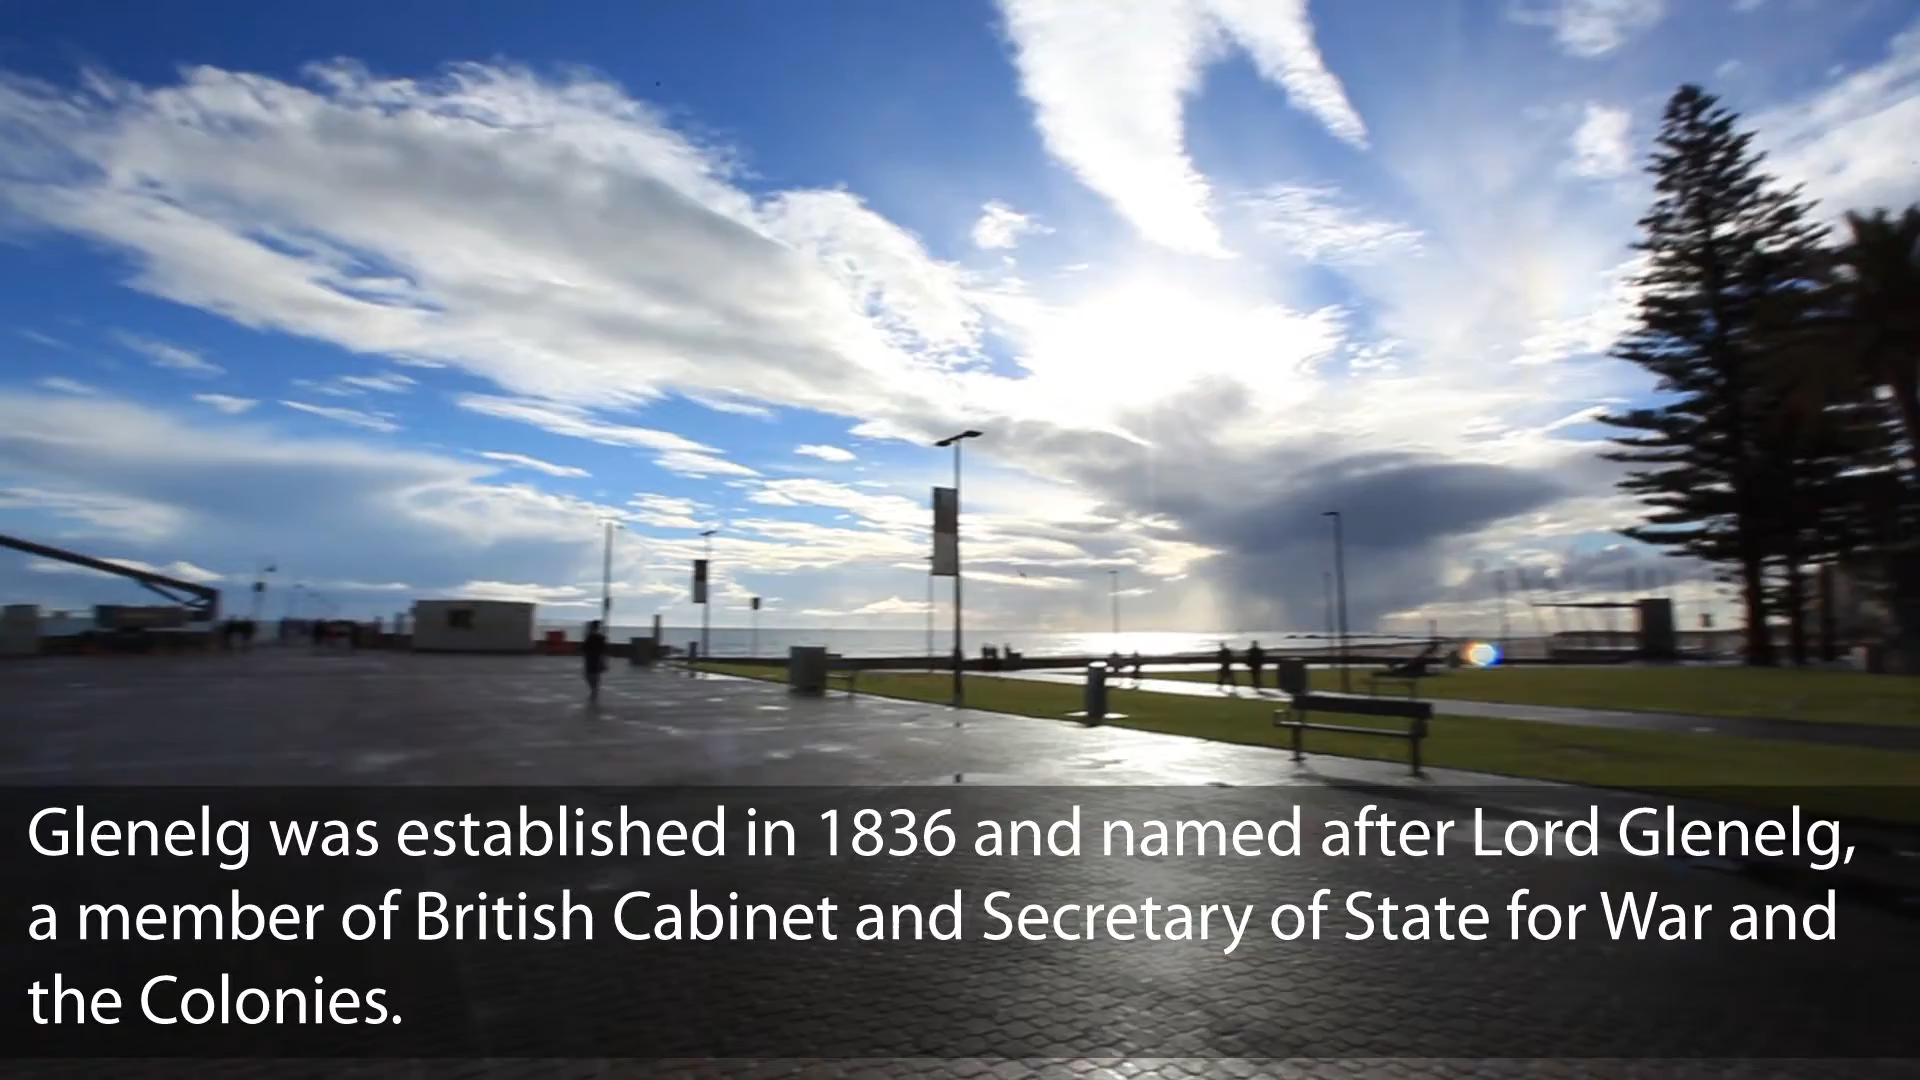 Glenelg was established in 1836 and named after Lord Glenelg,
a member of British Cabinet and Secretary of State for War and
the Colonies.